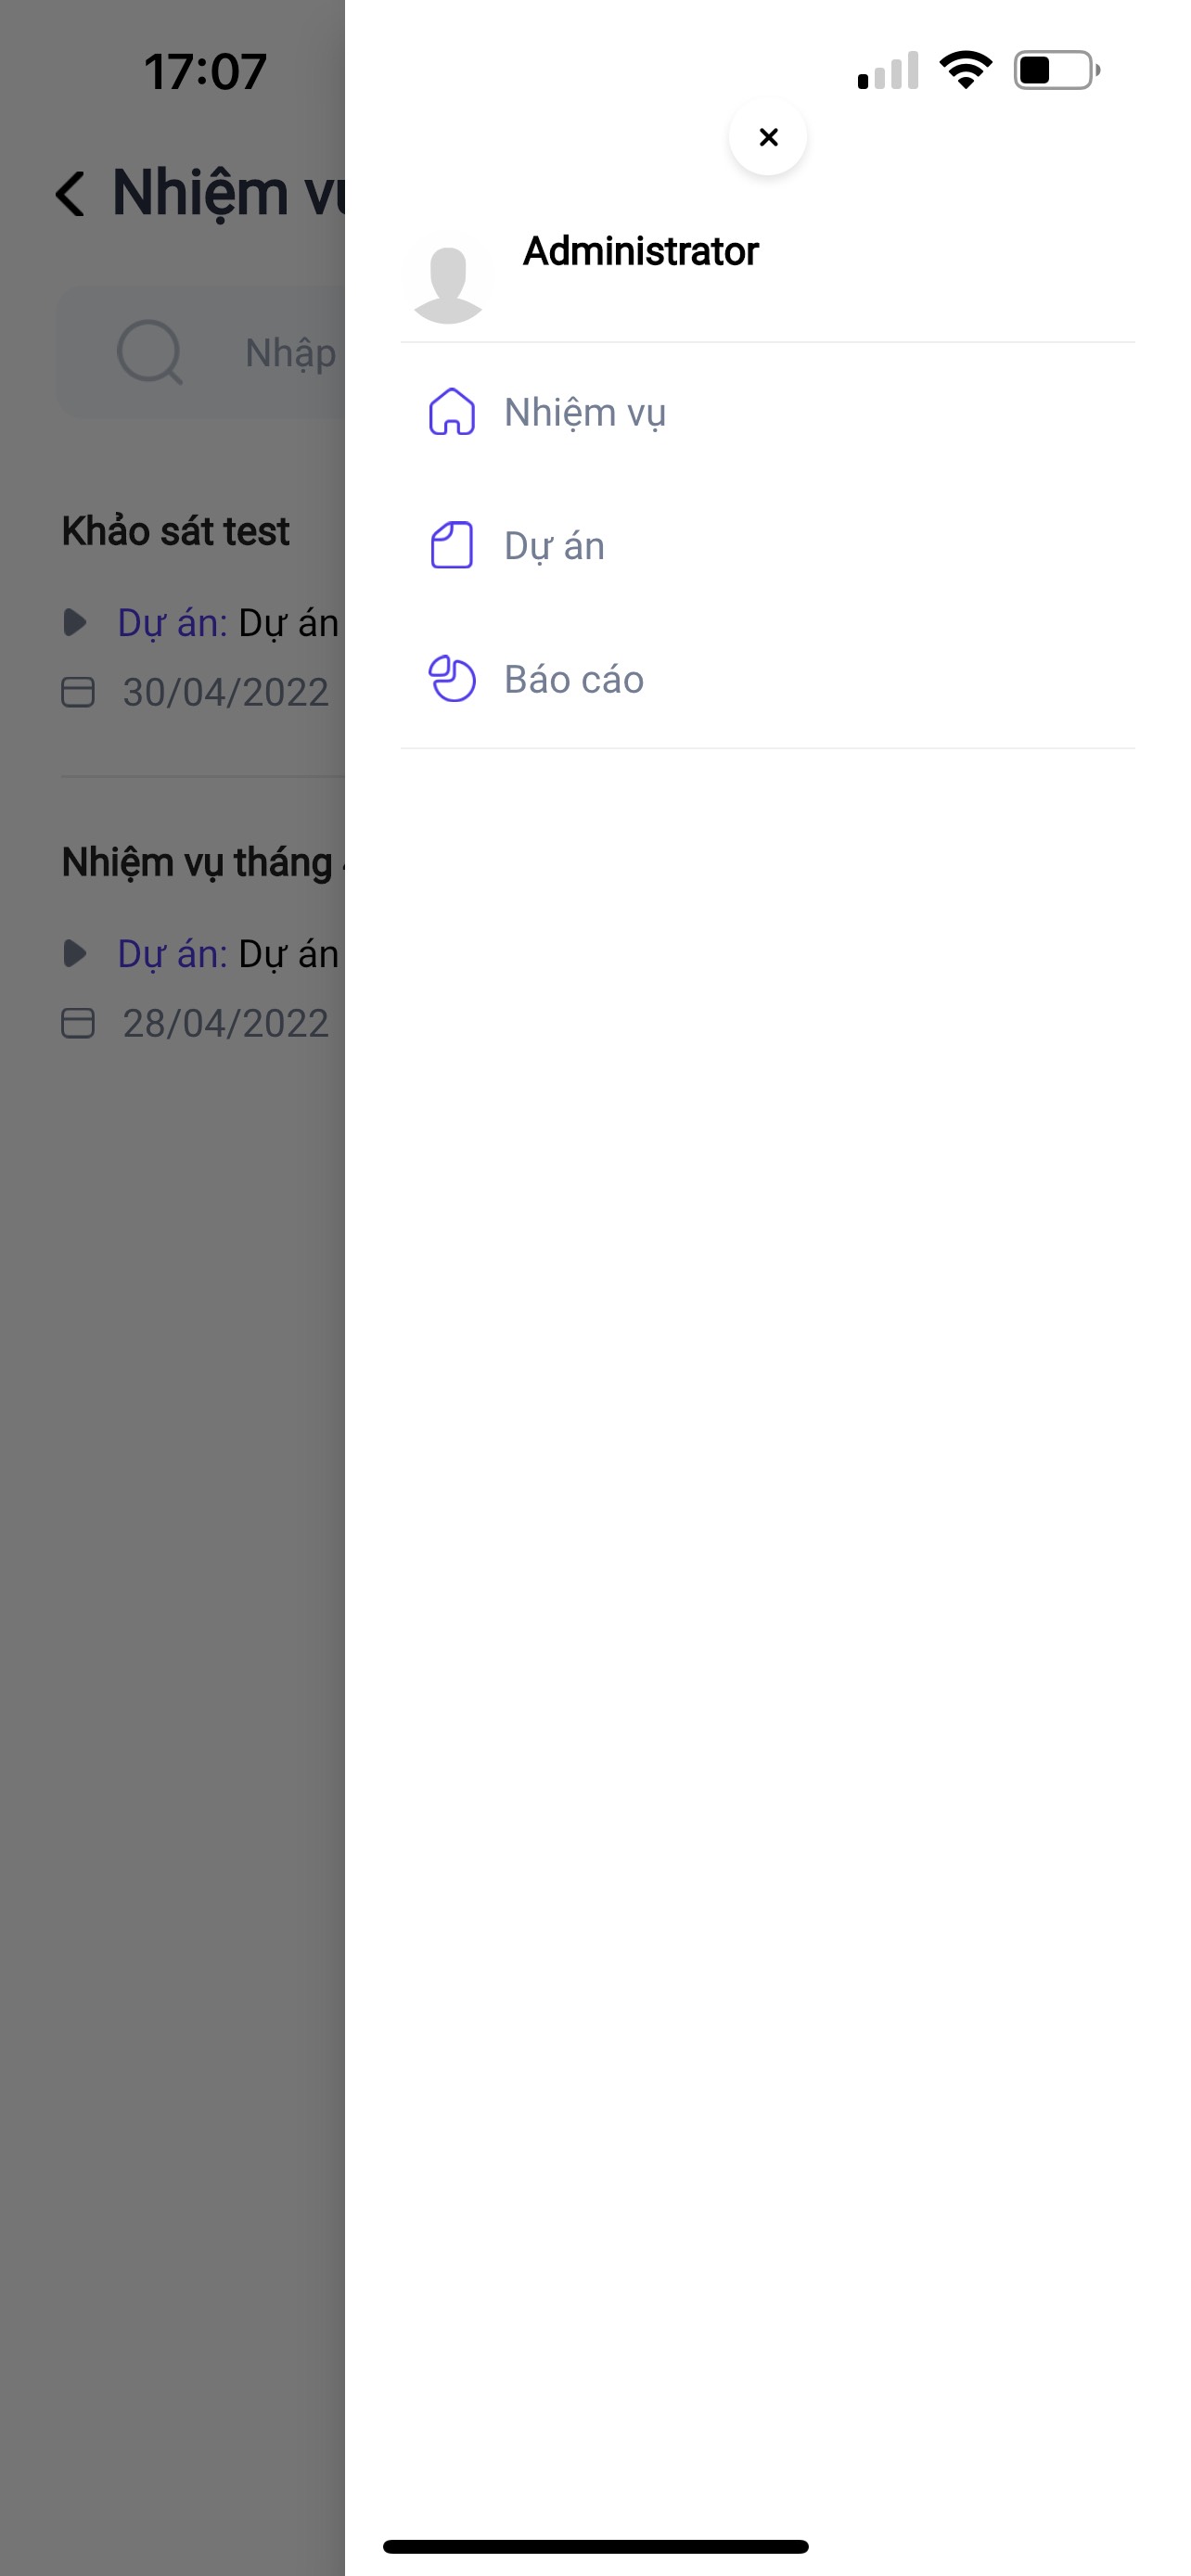 17:07
Nhiệm vụ
Nhập
Khảo sát test
Dự án: Dự án
30/04/2022
Nhiệm vụ tháng
Dự án: Dự án
28/04/2022
Administrator
Nhiệm vụ
Dự án
Báo cáo